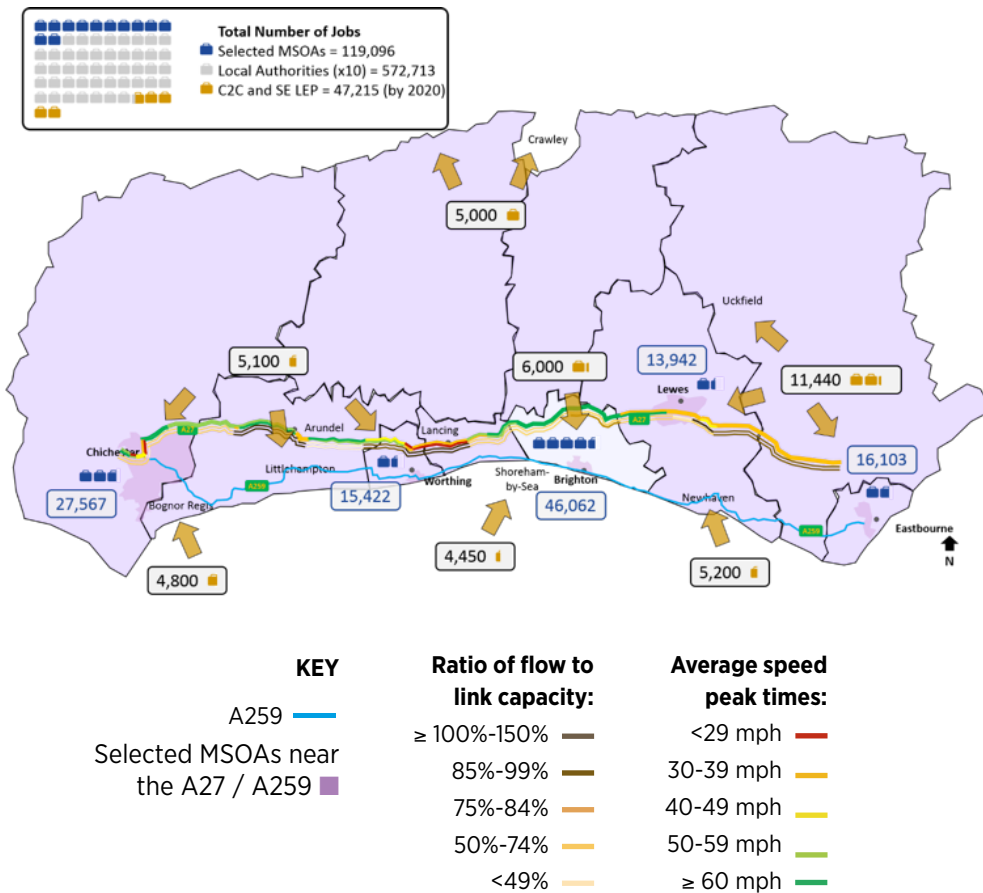 Total Number of Jobs
Selected MSOAs = 119,096
Local Authorities (x10) = 572,713
C2C and SE LEP = 47,215 (by 2020)
Crawley
5,000
Uckfield
5,100
6,000
13,942
11,440
Lewes
A27
A27
Arundel
Lancing
Chichester
16,103
Littlehampton
27,567
A259
15,422
Worthing
Shoreham-
by-Sea
Brighton
46,062
Bognor Regis
Newhaven
A259
Eastbourne
N
4,800
4,450
5,200
KEY
A259
Selected MSOAs near
the A27 / A259
Ratio of flow to
link capacity:
≥ 100%-150%
85%-99%
75%-84%
50%-74%
<49%
Average speed
peak times:
<29 mph
30-39 mph
40-49 mph
50-59 mph
≥ 60 mph